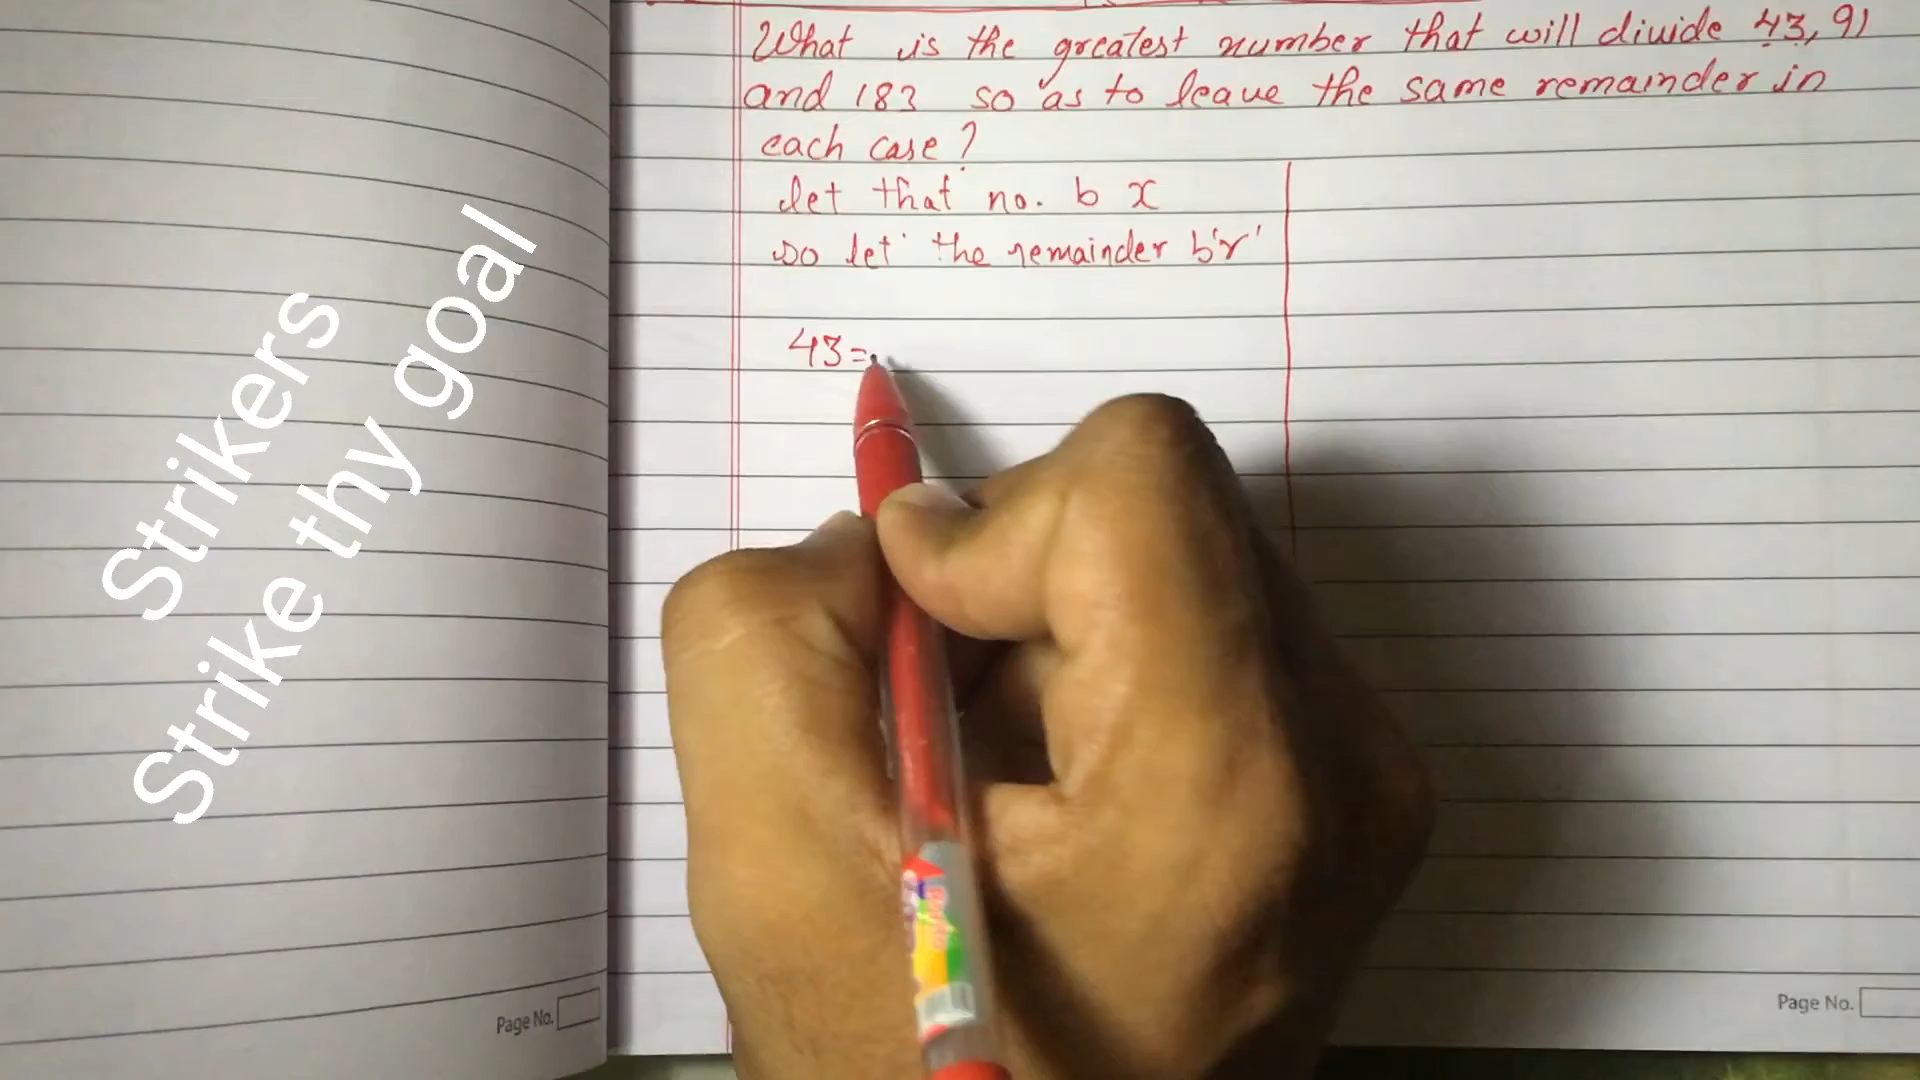 What is the greatest number that will divide 43, 91
and 183 so as to leave the same remainder in
each case?
let that no. b x
so let the remainder b 'r'
43=
Strikers
Strike thy goal
Page No.
Page No.